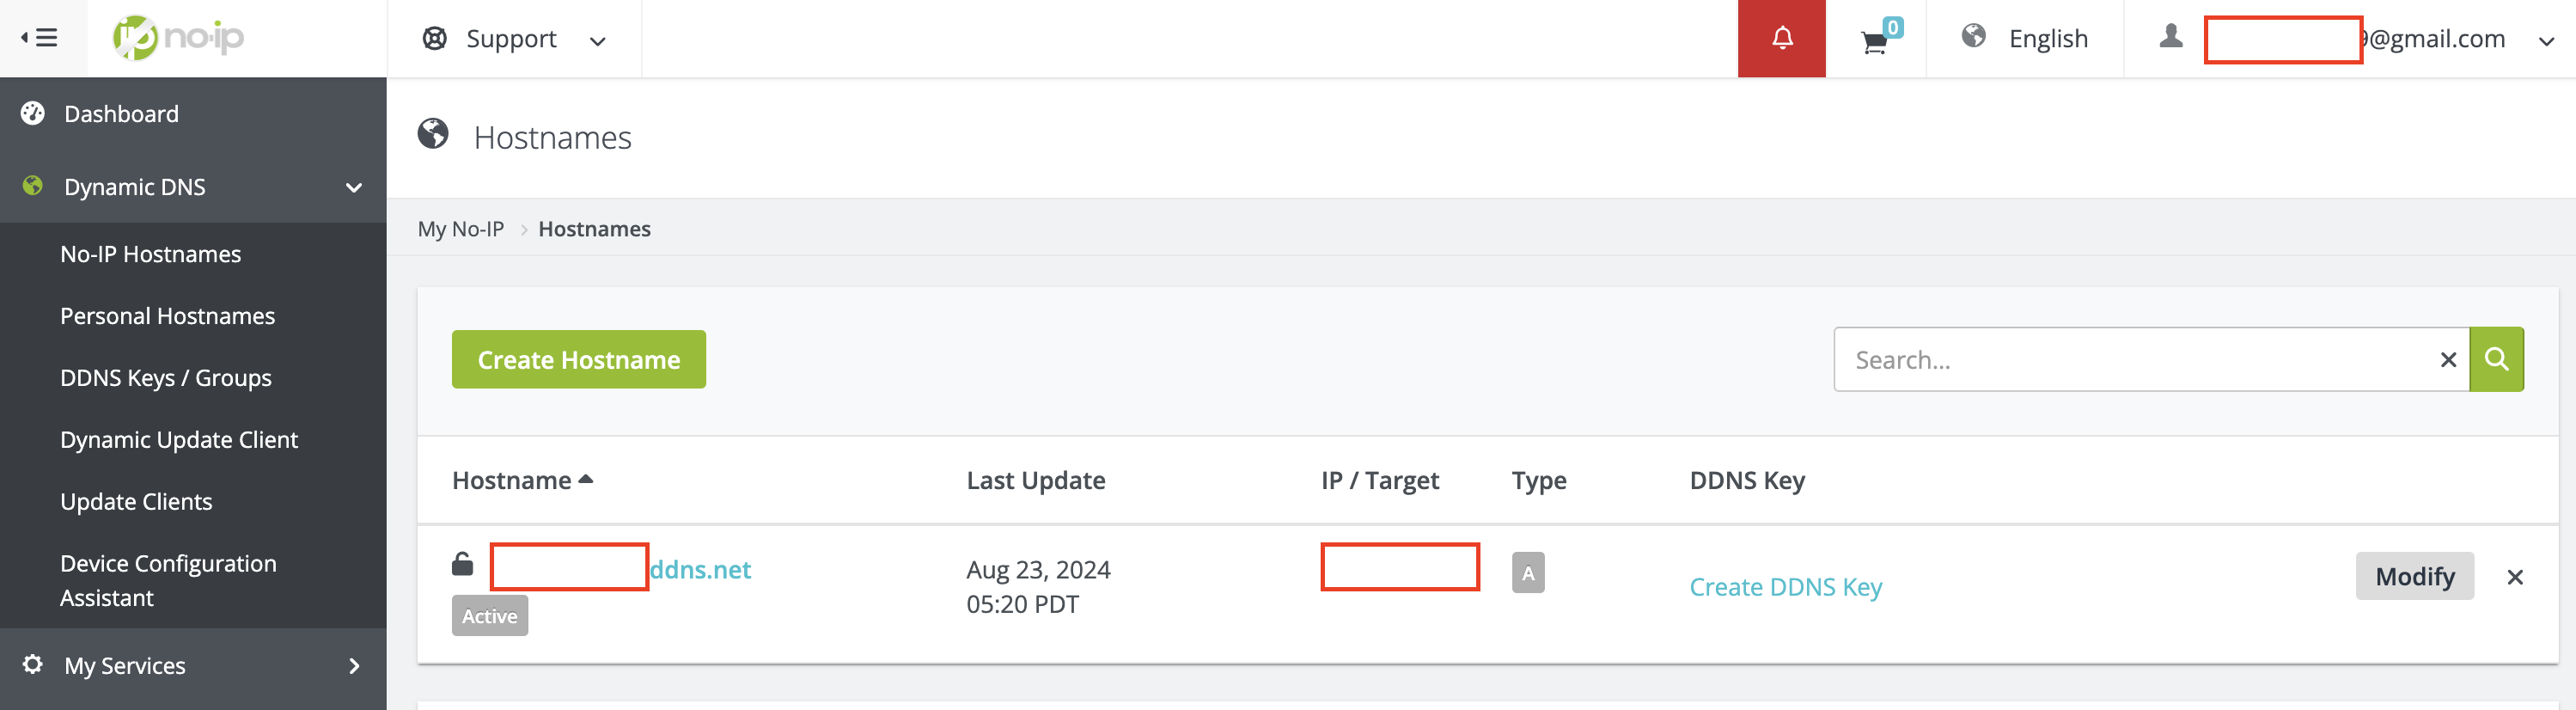 no-ip
Support
0
English
9@gmail.com
Dashboard
Dynamic DNS
No-IP Hostnames
Personal Hostnames
DDNS Keys / Groups
Dynamic Update Client
Update Clients
Device Configuration
Assistant
My Services
Hostnames
My No-IP > Hostnames
Create Hostname
Search...
Hostname Last Update IP / Target Type DDNS Key
ddns.net Aug 23, 2024 A Create DDNS Key Modify
Active 05:20 PDT